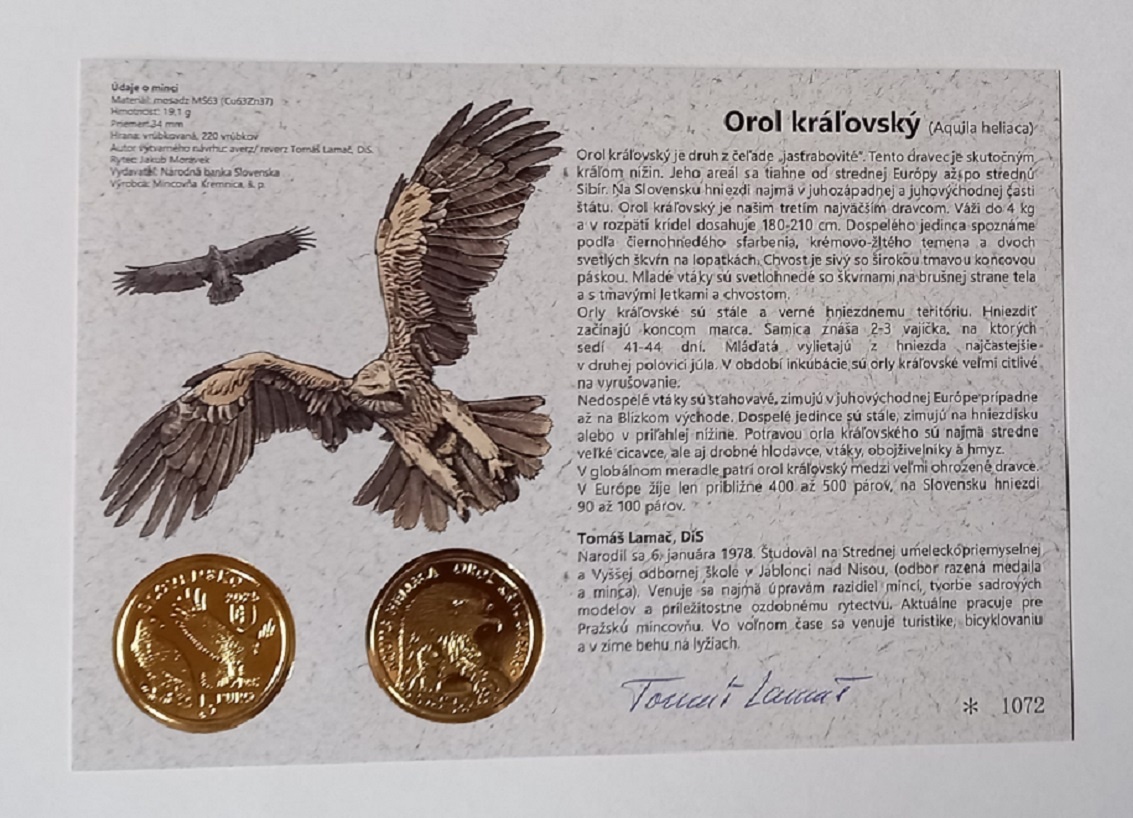 Údaje o minci
Materiál: mosadz MS63 (Cu63Zn37)
Hmotnosť: 19,1 g
Priemer: 34 mm
Hrana: vrúbkovaná, 220 vrúbkov
Autor výtvarného návrhu: averz/ reverz Tomáš Lamač, DiS.
Rytec: Jakub Moravek
Vydavateľ: Národná banka Slovenska
Výrobca: Mincovňa Kremnica, š. p.
Orol kráľovský (Aquila heliaca)
Orol kráľovský je druh z čeľade „jastrabovité“. Tento dravec je skutočným
kráľom nížin. Jeho areál sa tiahne od strednej Európy až po strednú
Sibír. Na Slovensku hniezdi najmä v juhozápadnej a juhovýchodnej časti
štátu. Orol kráľovský je naším tretím najväčším dravcom. Váži do 4 kg
a v rozpätí krídel dosahuje 180-210 cm. Dospelého jedinca spoznáme
podľa čiernohnedého sfarbenia, krémovo-žltého temena a dvoch
svetlých škvŕn na lopatkách. Chvost je sivý so širokou tmavou koncovou
páskou. Mladé vtáky sú svetlohnedé so škvrnami na brušnej strane tela
a s tmavými letkami a chvostom.
Orly kráľovské sú stále a verné hniezdnemu teritóriu. Hniezdiť
začínajú koncom marca. Samica znáša 2-3 vajíčka, na ktorých
sedí 41-44 dní. Mláďatá vylietajú z hniezda najčastejšie
v druhej polovici júla. V období inkubácie sú orly kráľovské veľmi citlivé
na vyrušovanie.
Nedospelé vtáky sú sťahovavé, zimujú v juhovýchodnej Európe prípadne
až na Blízkom východe. Dospelé jedince sú stále, zimujú na hniezdisku
alebo v priľahlej nížine. Potravou orla kráľovského sú najmä stredne
veľké cicavce, ale aj drobné hlodavce, vtáky, obojživelníky a hmyz.
V globálnom meradle patrí orol kráľovský medzi veľmi ohrozené dravce.
V Európe žije len približne 400 až 500 párov, na Slovensku hniezdi
90 až 100 párov.
Tomáš Lamač, DiS
Narodil sa 6. januára 1978. Študoval na Strednej umeleckopriemyselnej
a Vyššej odbornej škole v Jablonci nad Nisou, (odbor razená medaila
a minca). Venuje sa najmä úpravám razidiel mincí, tvorbe sadrových
modelov a príležitostne ozdobnému rytectvu. Aktuálne pracuje pre
Pražskú mincovňu. Vo voľnom čase sa venuje turistike, bicyklovaniu
a v zime behu na lyžiach.
SLOVENSKO
1 EURO
OROL
Tomáš Lamač
* 1072